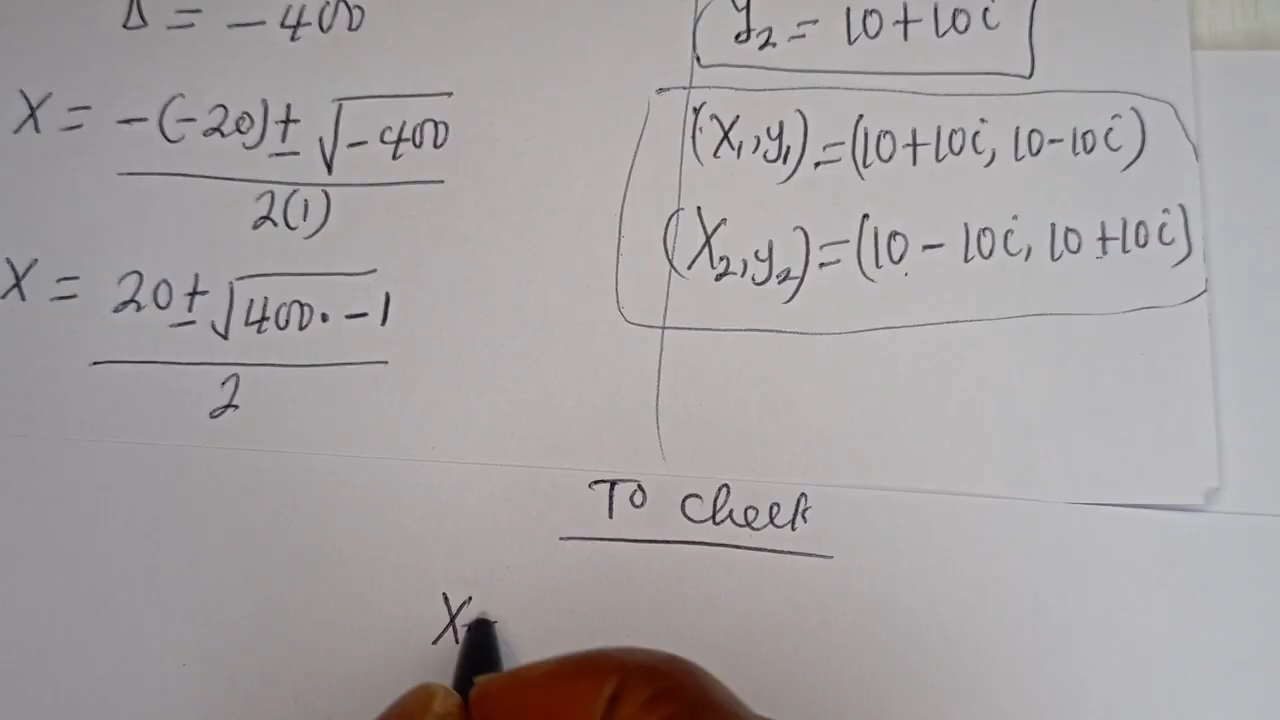 Δ = -400
X = -(-20) ± √-400
2(1)
X = 20 ± √400·-1
2
y₂ = 10+10i
(X₁,y₁) = (10+10i, 10-10i)
(X₂,y₂) = (10-10i, 10+10i)
To check
X